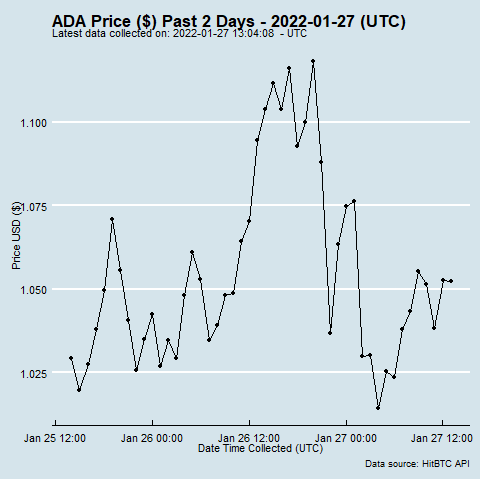 ADA Price ($) Past 2 Days - 2022-01-27 (UTC)
Latest data collected on: 2022-01-27 13:04:08  - UTC
1.100
1.075
1.050
1.025
Price USD ($)
Jan 25 12:00 Jan 26 00:00 Jan 26 12:00 Jan 27 00:00 Jan 27 12:00
Date Time Collected (UTC)
Data source: HitBTC API